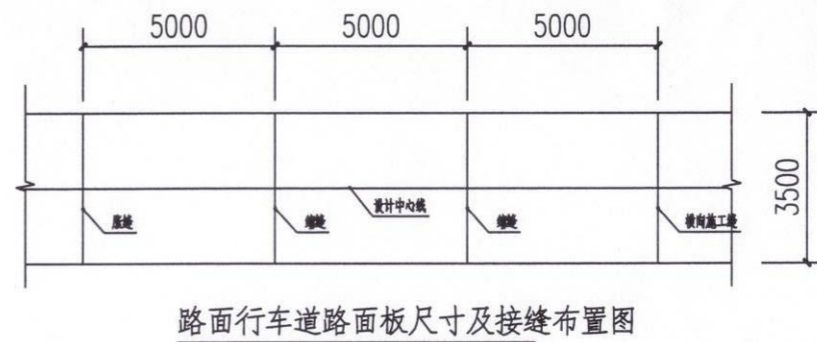 5000 5000 5000
设计中心线
胀缝 缩缝 缩缝 横向施工缝
3500
路面行车道路面板尺寸及接缝布置图